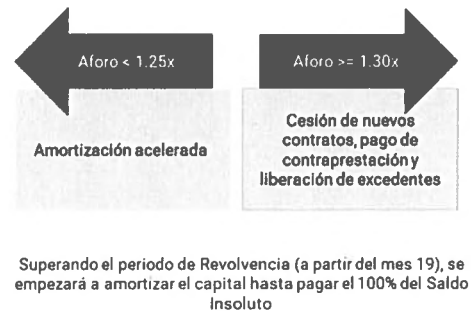 Aforo < 1.25x
Aforo >= 1.30x
Amortización acelerada
Cesión de nuevos
contratos, pago de
contraprestación y
liberación de excedentes
Superando el periodo de Revolvencia (a partir del mes 19), se
empezará a amortizar el capital hasta pagar el 100% del Saldo
Insoluto